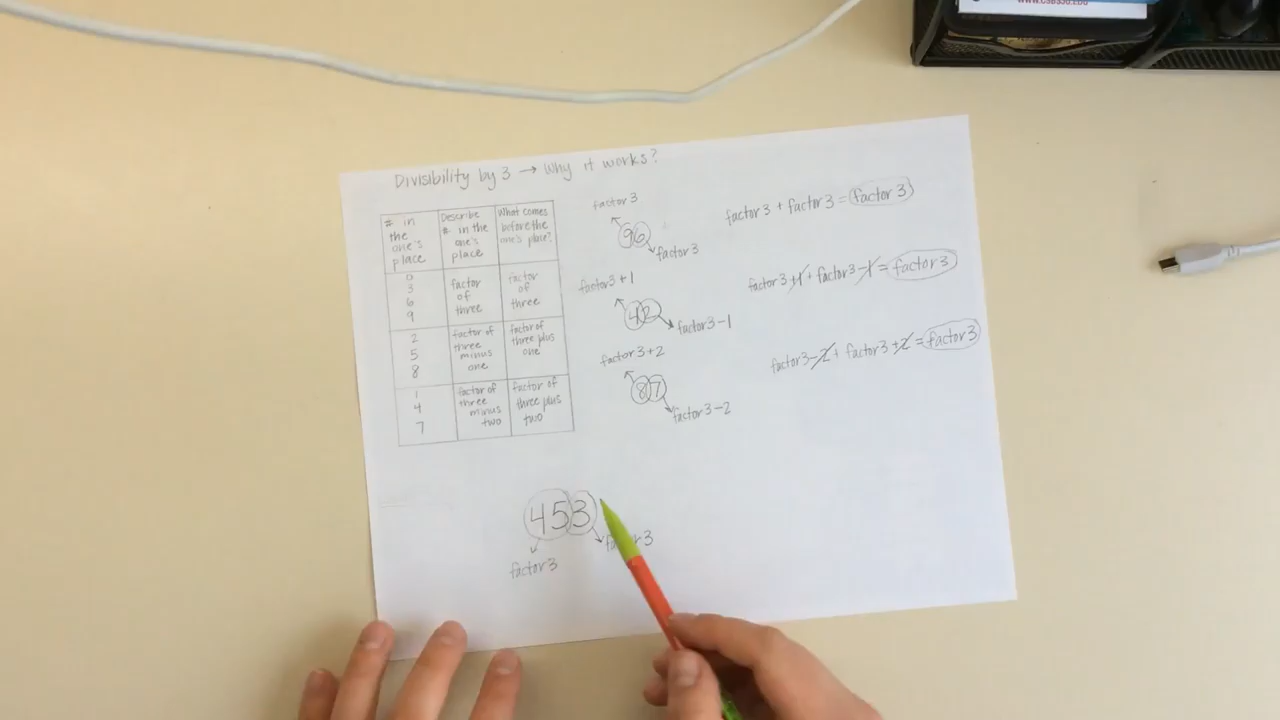 WWW.CSBSJU.EDU
Divisibility by 3 → Why it works?
# in
the
one's
place
Describe
# in the
one's
place
What comes
before the
one's place?
0
3
6
9
factor
of
three
factor
of
three
2
5
8
factor of
three
minus
one
factor of
three plus
one
1
4
7
factor of
three
minus
two
factor of
three plus
two
factor 3
96
factor 3
factor 3 + 1
42
factor 3 - 1
factor 3 + 2
87
factor 3 - 2
factor 3 + factor 3 = factor 3
factor 3 + 1 + factor 3 - 1 = factor 3
factor 3 - 2 + factor 3 + 2 = factor 3
453
factor 3